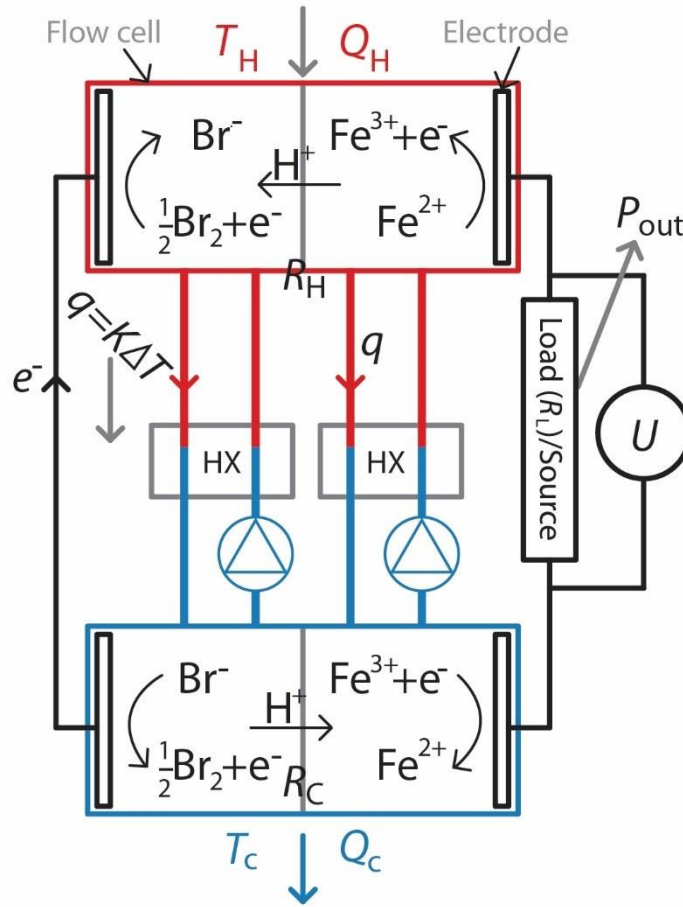 Flow cell
T_H
Q_H
Electrode
Br⁻
Fe³⁺+e⁻
H⁺
½Br₂+e⁻
Fe²⁺
R_H
P_out
q=KΔT
q
e⁻
HX
HX
Load (R_L)/Source
U
Br⁻
Fe³⁺+e⁻
H⁺
½Br₂+e⁻
Fe²⁺
R_C
T_c
Q_c